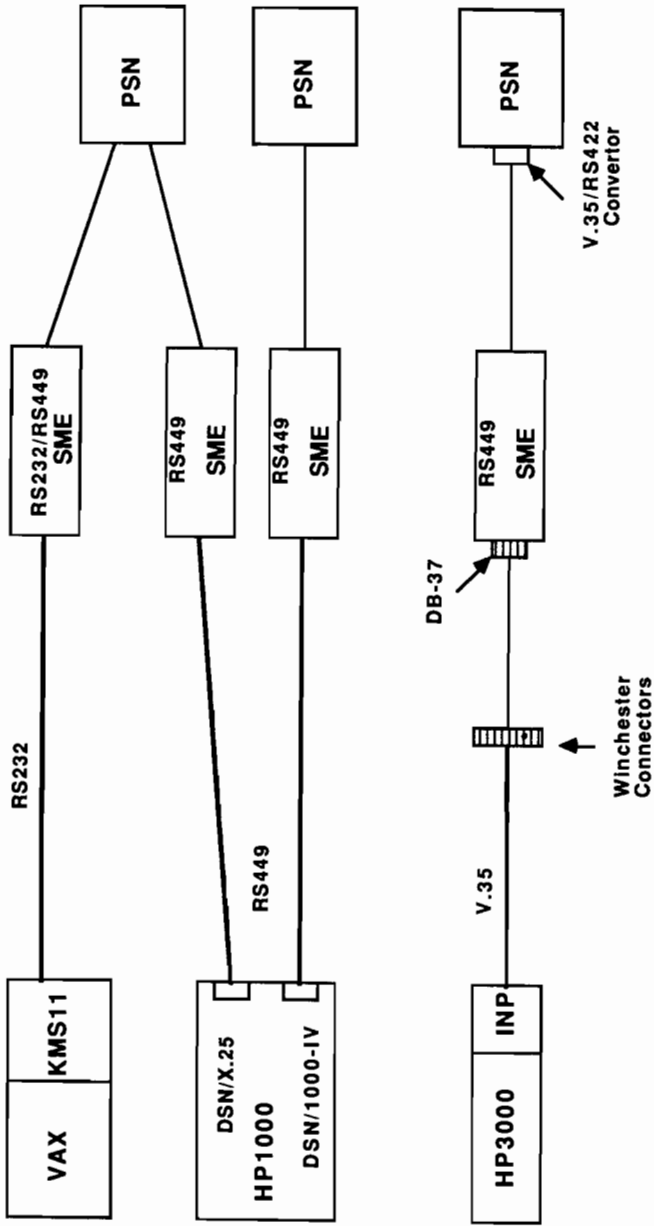 VAX
KMS11
RS232
RS232/RS449
SME
PSN
DSN/X.25
HP1000
DSN/1000-IV
RS449
RS449
SME
RS449
SME
PSN
HP3000
INP
V.35
Winchester
Connectors
DB-37
RS449
SME
PSN
V.35/RS422
Convertor